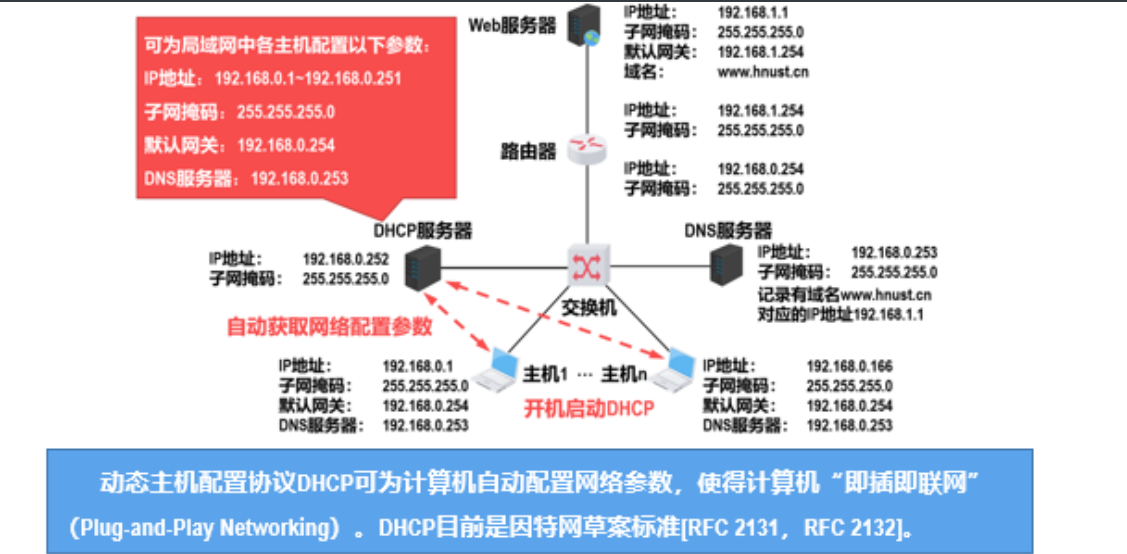 可为局域网中各主机配置以下参数：
IP地址：192.168.0.1~192.168.0.251
子网掩码：255.255.255.0
默认网关：192.168.0.254
DNS服务器：192.168.0.253
Web服务器
IP地址： 192.168.1.1
子网掩码： 255.255.255.0
默认网关： 192.168.1.254
域名： www.hnust.cn
IP地址： 192.168.1.254
子网掩码： 255.255.255.0
路由器
IP地址： 192.168.0.254
子网掩码： 255.255.255.0
DHCP服务器
IP地址： 192.168.0.252
子网掩码： 255.255.255.0
DNS服务器
IP地址： 192.168.0.253
子网掩码： 255.255.255.0
记录有域名www.hnust.cn
对应的IP地址192.168.1.1
交换机
自动获取网络配置参数
IP地址： 192.168.0.1
子网掩码： 255.255.255.0
默认网关： 192.168.0.254
DNS服务器： 192.168.0.253
主机1 … 主机n
开机启动DHCP
IP地址： 192.168.0.166
子网掩码： 255.255.255.0
默认网关： 192.168.0.254
DNS服务器： 192.168.0.253
动态主机配置协议DHCP可为计算机自动配置网络参数，使得计算机“即插即联网”
（Plug-and-Play Networking）。DHCP目前是因特网草案标准[RFC 2131，RFC 2132]。